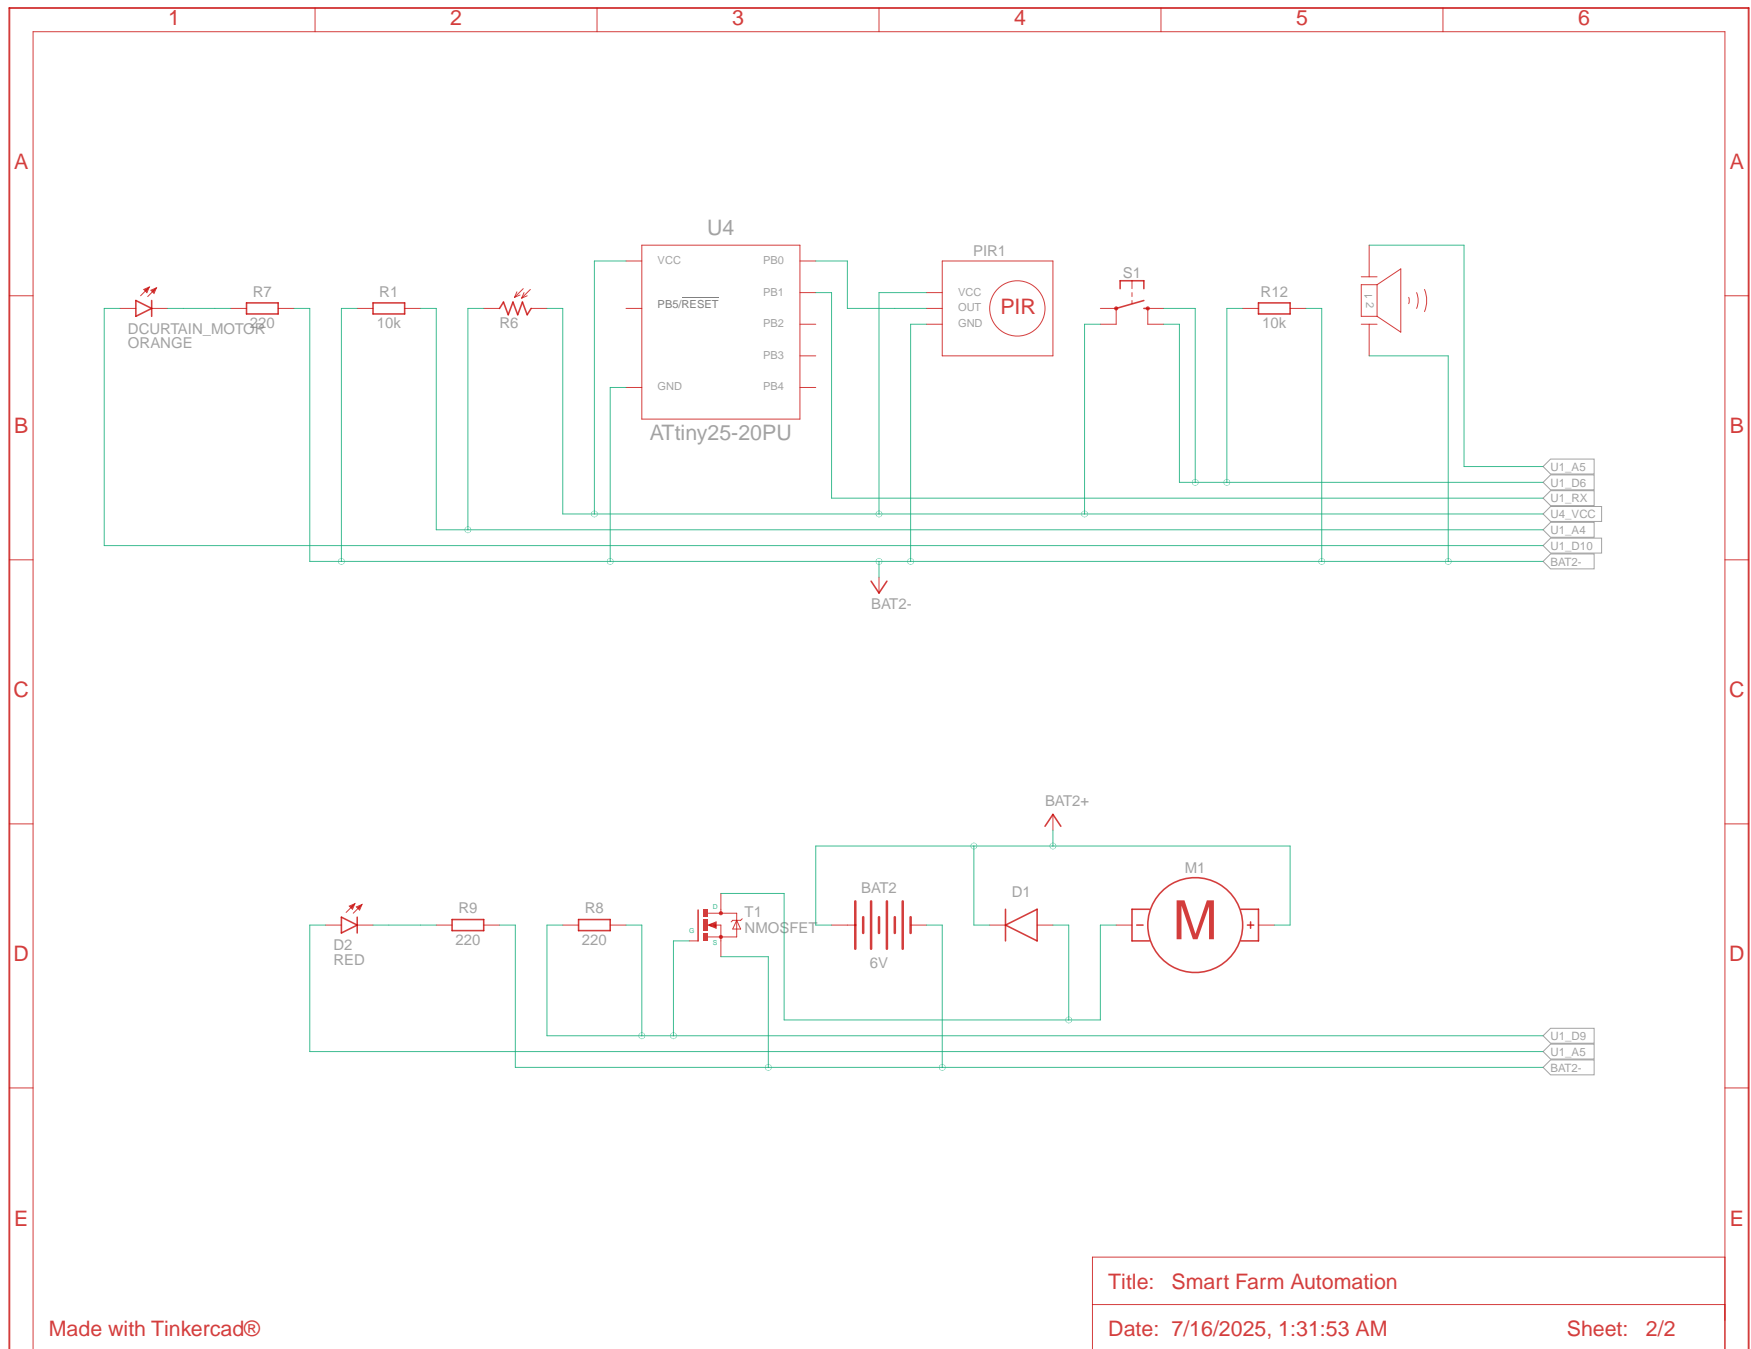 1 2 3 4 5 6
A A
U4
VCC PB0
PB5/RESET PB1
PB2
PB3
GND PB4
ATtiny25-20PU
PIR1
VCC
OUT
GND
PIR
S1
R7
220
DCURTAIN_MOTOR
ORANGE
R1
10k
R6
R12
10k
1 2
B B
U1_A5
U1_D6
U1_RX
U4_VCC
U1_A4
U1_D10
BAT2-
BAT2-
C C
BAT2+
D2
RED
R9
220
R8
220
D
G
S
T1
NMOSFET
BAT2
6V
D1
M1
- M +
D D
U1_D9
U1_A5
BAT2-
E E
Title: Smart Farm Automation
Made with Tinkercad®
Date: 7/16/2025, 1:31:53 AM Sheet: 2/2